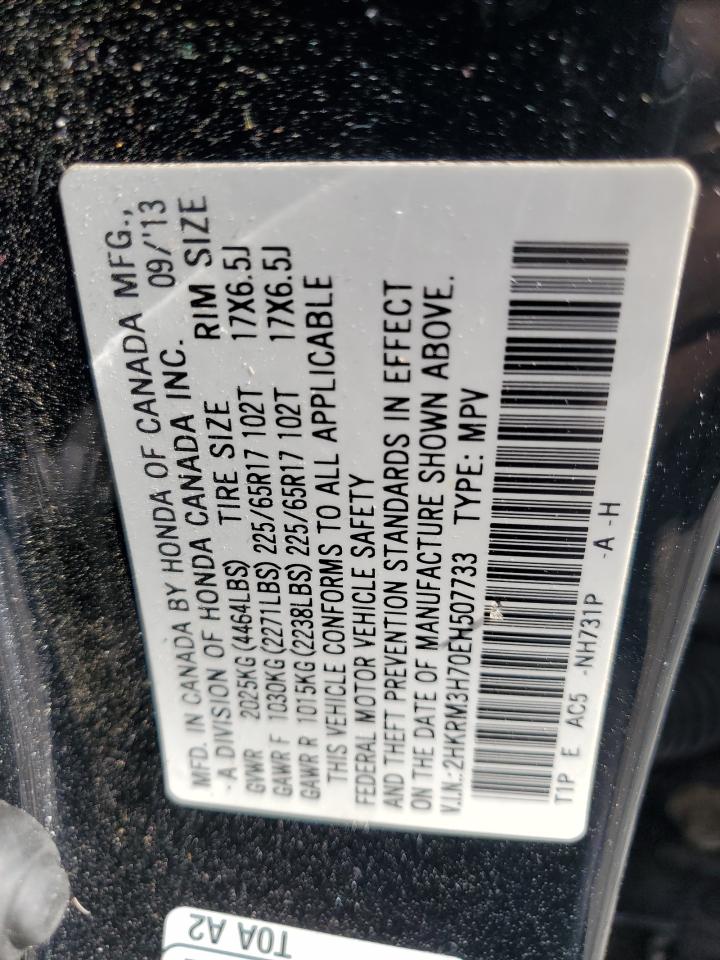 MFD. IN CANADA BY HONDA OF CANADA MFG.,
- A DIVISION OF HONDA CANADA INC. 09/'13
GVWR 2025KG (4464LBS) TIRE SIZE RIM SIZE
GAWR F 1030KG (2271LBS) 225/65R17 102T 17X6.5J
GAWR R 1015KG (2238LBS) 225/65R17 102T 17X6.5J
THIS VEHICLE CONFORMS TO ALL APPLICABLE
FEDERAL MOTOR VEHICLE SAFETY
AND THEFT PREVENTION STANDARDS IN EFFECT
ON THE DATE OF MANUFACTURE SHOWN ABOVE.
V.I.N.: 2HKRM3H70EH507733 TYPE: MPV
T1P E AC5 -NH731P -A -H
T0A A2